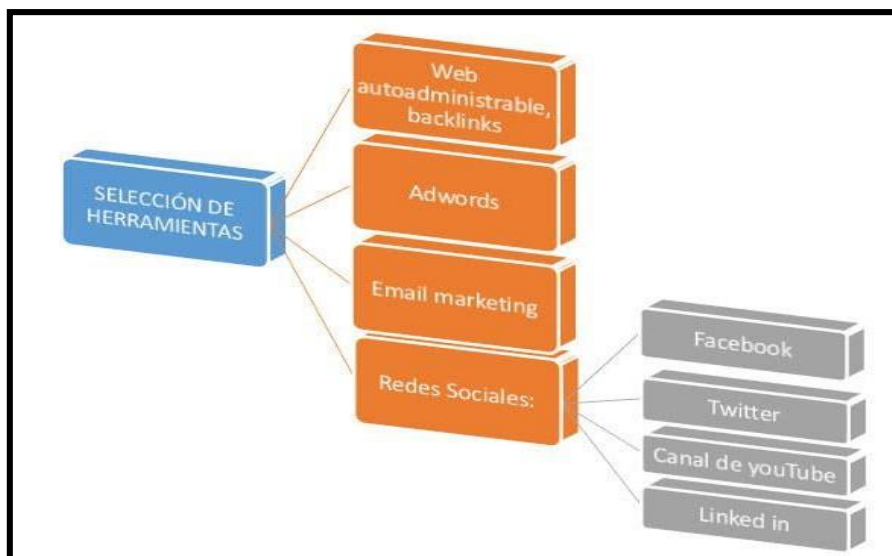 SELECCIÓN DE
HERRAMIENTAS
Web
autoadministrable,
backlinks
Adwords
Email marketing
Redes Sociales:
Facebook
Twitter
Canal de youTube
Linked in